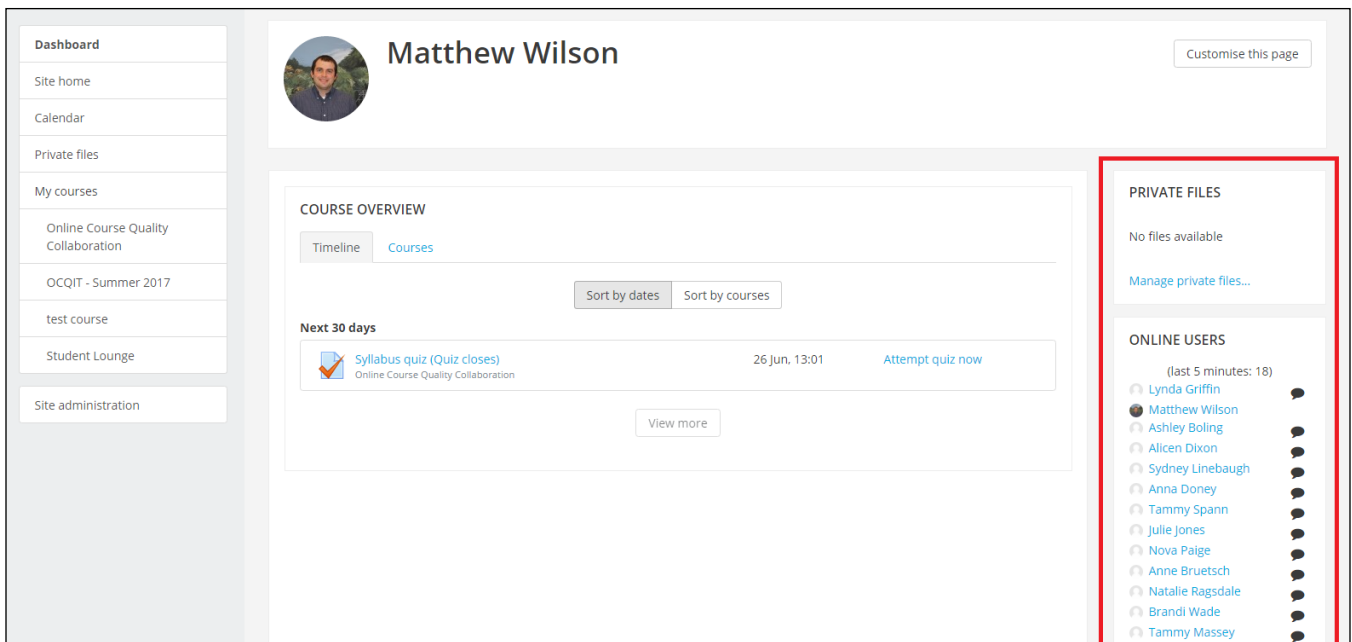 Dashboard
Site home
Calendar
Private files
My courses
Online Course Quality
Collaboration
OCQIT - Summer 2017
test course
Student Lounge
Site administration
Matthew Wilson
Customise this page
COURSE OVERVIEW
Timeline Courses
Sort by dates Sort by courses
Next 30 days
Syllabus quiz (Quiz closes) 26 Jun, 13:01 Attempt quiz now
Online Course Quality Collaboration
View more
PRIVATE FILES
No files available
Manage private files...
ONLINE USERS
(last 5 minutes: 18)
Lynda Griffin
Matthew Wilson
Ashley Boling
Alicen Dixon
Sydney Linebaugh
Anna Doney
Tammy Spann
Julie Jones
Nova Paige
Anne Bruetsch
Natalie Ragsdale
Brandi Wade
Tammy Massey